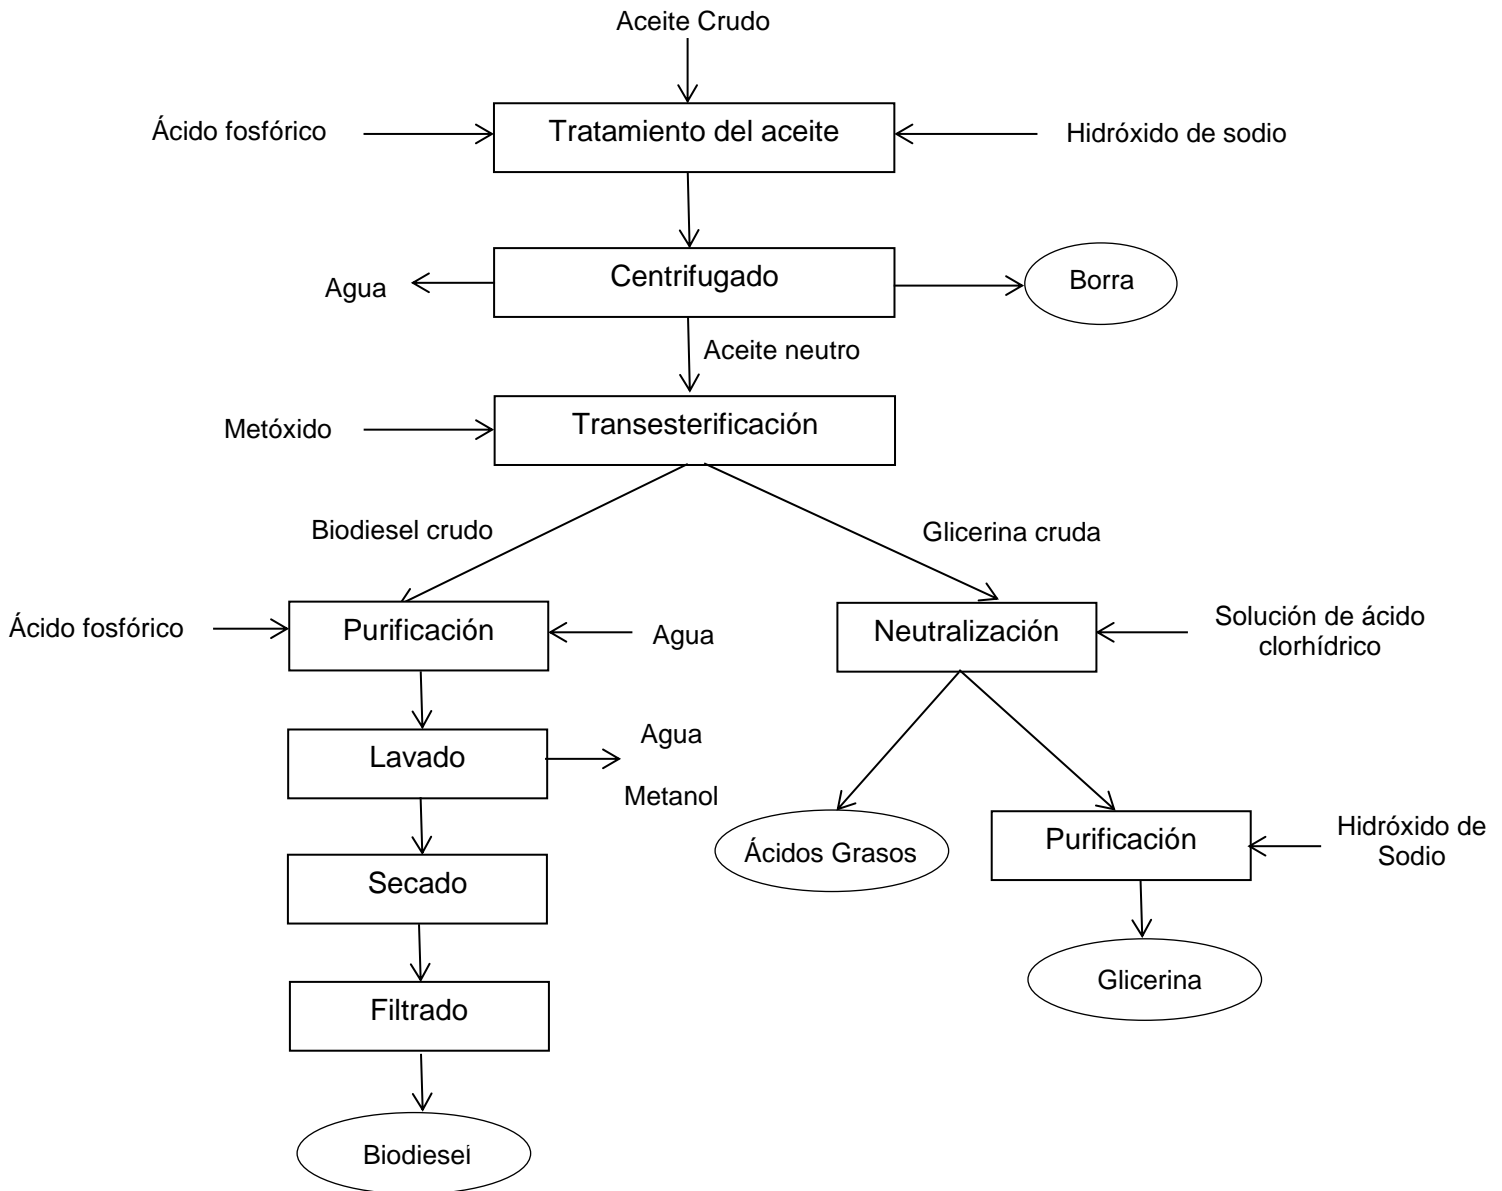 Aceite Crudo
Ácido fosfórico
Tratamiento del aceite
Hidróxido de sodio
Agua
Centrifugado
Borra
Aceite neutro
Metóxido
Transesterificación
Biodiesel crudo
Glicerina cruda
Ácido fosfórico
Purificación
Agua
Neutralización
Solución de ácido
clorhídrico
Lavado
Agua
Metanol
Ácidos Grasos
Purificación
Hidróxido de
Sodio
Secado
Glicerina
Filtrado
Biodiesel